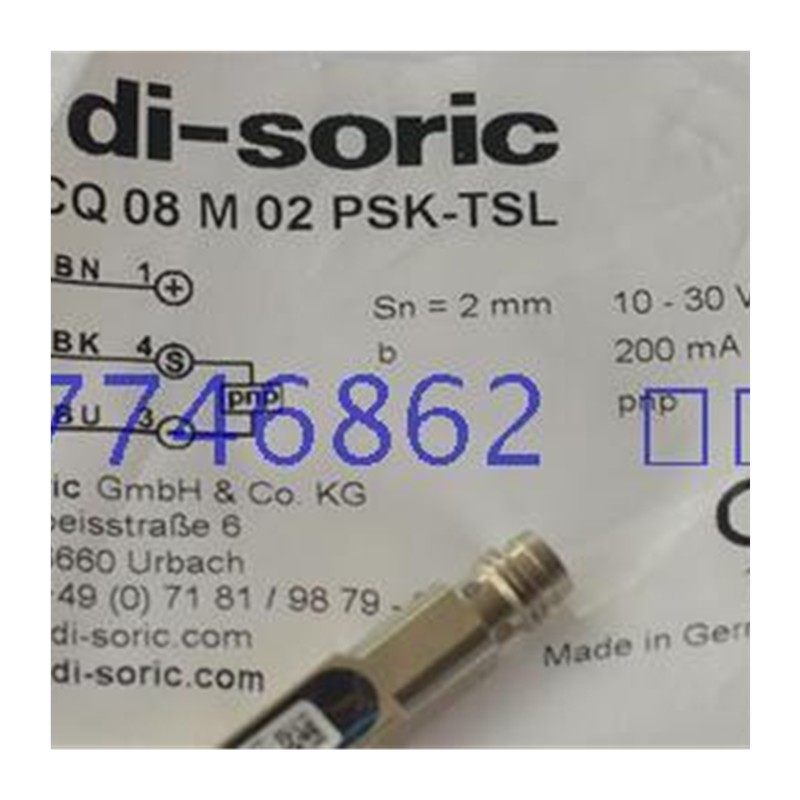 di-soric
CQ 08 M 02 PSK-TSL
BN 1 +
Sn = 2 mm 10 - 30 V
BK 4 S
b 200 mA
pnp pnp
7746862
BU 3 -
ic GmbH & Co. KG
eisstraße 6
660 Urbach
49 (0) 71 81 / 98 79 -
di-soric.com
di-soric.com
Made in Ger